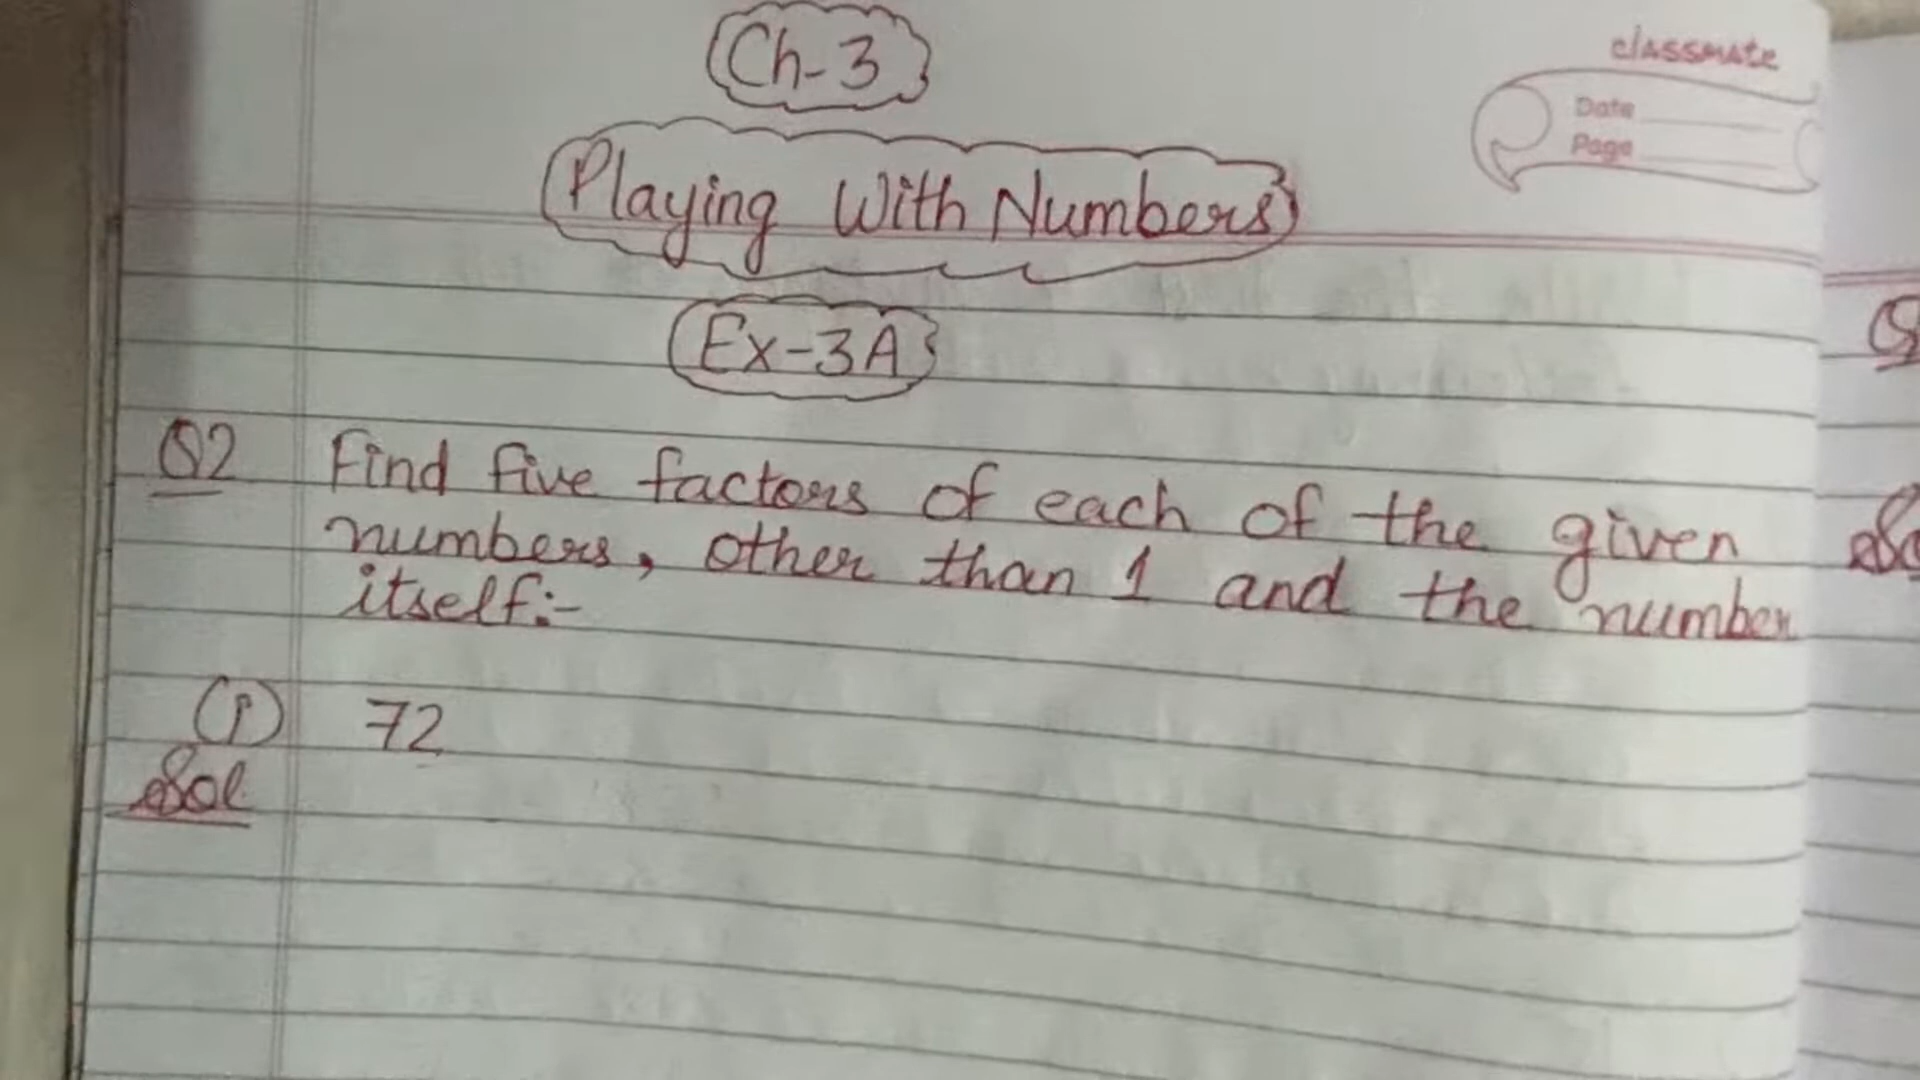 Ch-3
classmate
Date
Page
Playing With Numbers
Ex-3A
Q2 Find five factors of each of the given
numbers, other than 1 and the number
itself:-
(i) 72
Sol